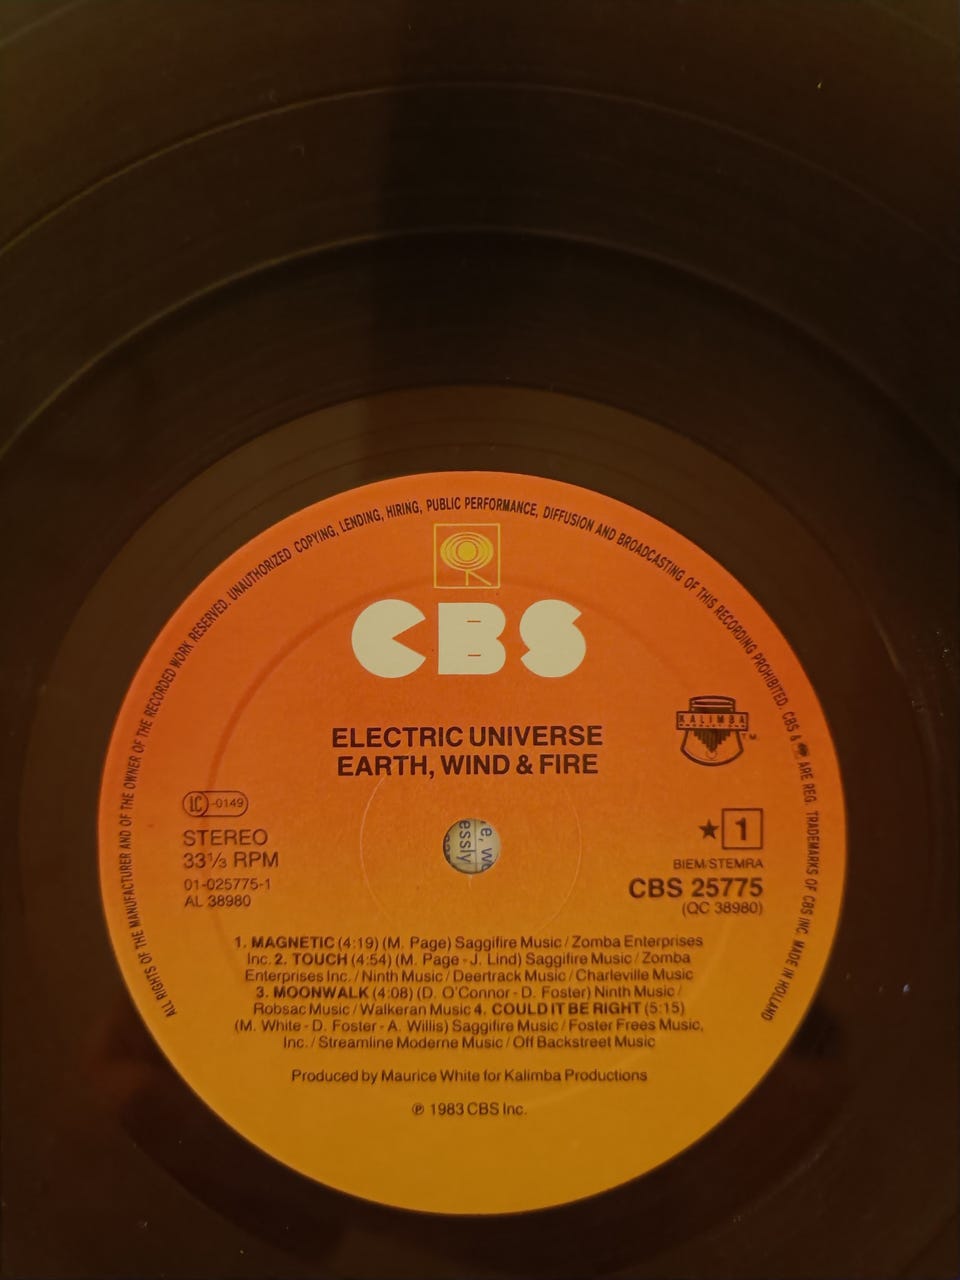 ALL RIGHTS OF THE MANUFACTURER AND OF THE OWNER OF THE RECORDED WORK RESERVED. UNAUTHORIZED COPYING, LENDING, HIRING, PUBLIC PERFORMANCE, DIFFUSION AND BROADCASTING OF THIS RECORDING PROHIBITED. CBS & ARE REG. TRADEMARKS OF CBS INC. MADE IN HOLLAND
CBS
KALIMBA
PRODUCTIONS
TM
ELECTRIC UNIVERSE
EARTH, WIND & FIRE
LC-0149
STEREO
33⅓ RPM
01-025775-1
AL 38980
★ 1
BIEM/STEMRA
CBS 25775
(QC 38980)
e, we
essly
1. MAGNETIC (4:19) (M. Page) Saggifire Music / Zomba Enterprises
Inc. 2. TOUCH (4:54) (M. Page - J. Lind) Saggifire Music / Zomba
Enterprises Inc. / Ninth Music / Deertrack Music / Charleville Music
3. MOONWALK (4:08) (D. O'Connor - D. Foster) Ninth Music /
Robsac Music / Walkeran Music 4. COULD IT BE RIGHT (5:15)
(M. White - D. Foster - A. Willis) Saggifire Music / Foster Frees Music,
Inc. / Streamline Moderne Music / Off Backstreet Music
Produced by Maurice White for Kalimba Productions
℗ 1983 CBS Inc.